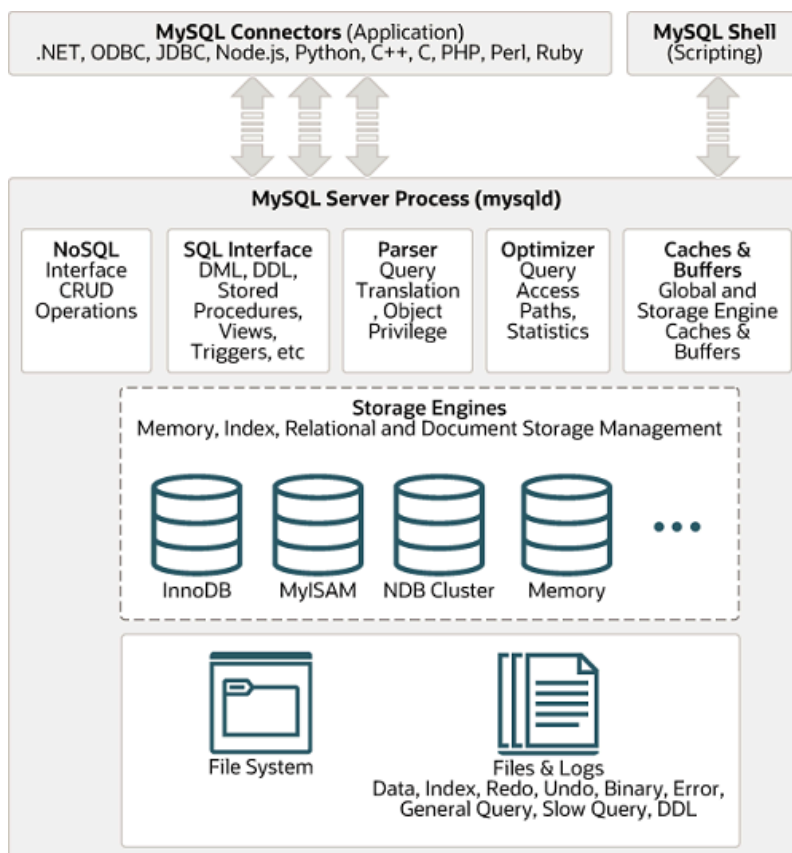 MySQL Connectors (Application)
.NET, ODBC, JDBC, Node.js, Python, C++, C, PHP, Perl, Ruby
MySQL Shell
(Scripting)
MySQL Server Process (mysqld)
NoSQL
Interface
CRUD
Operations
SQL Interface
DML, DDL,
Stored
Procedures,
Views,
Triggers, etc
Parser
Query
Translation
, Object
Privilege
Optimizer
Query
Access
Paths,
Statistics
Caches &
Buffers
Global and
Storage Engine
Caches &
Buffers
Storage Engines
Memory, Index, Relational and Document Storage Management
InnoDB
MyISAM
NDB Cluster
Memory
File System
Files & Logs
Data, Index, Redo, Undo, Binary, Error,
General Query, Slow Query, DDL